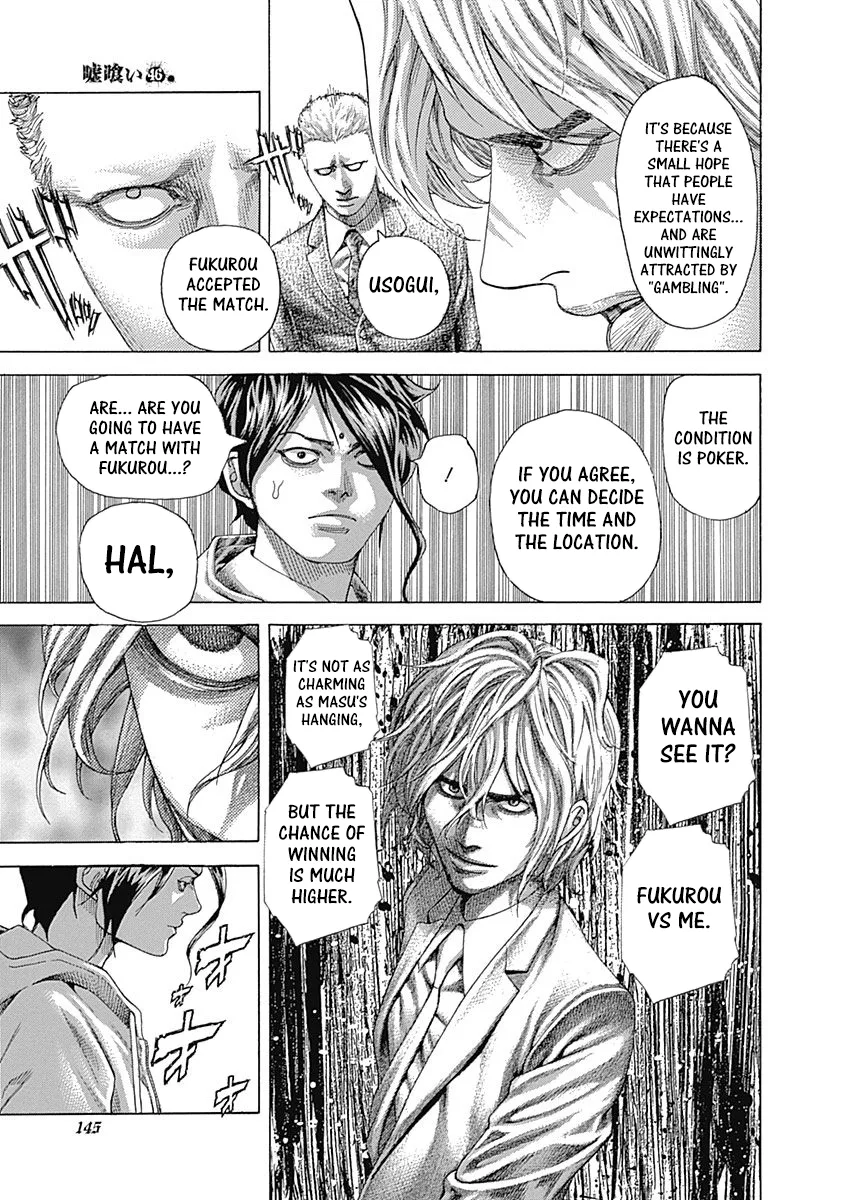 嘘喰い 36.
IT'S BECAUSE
THERE'S A
SMALL HOPE
THAT PEOPLE
HAVE
EXPECTATIONS...
AND ARE
UNWITTINGLY
ATTRACTED BY
"GAMBLING".
USOGUI,
FUKUROU
ACCEPTED
THE MATCH.
THE
CONDITION
IS POKER.
IF YOU AGREE,
YOU CAN DECIDE
THE TIME AND
THE LOCATION.
!
ARE... ARE YOU
GOING TO HAVE
A MATCH WITH
FUKUROU...?
HAL,
YOU
WANNA
SEE IT?
FUKUROU
VS ME.
IT'S NOT AS
CHARMING
AS MASU'S
HANGING,
BUT THE
CHANCE OF
WINNING
IS MUCH
HIGHER.
145